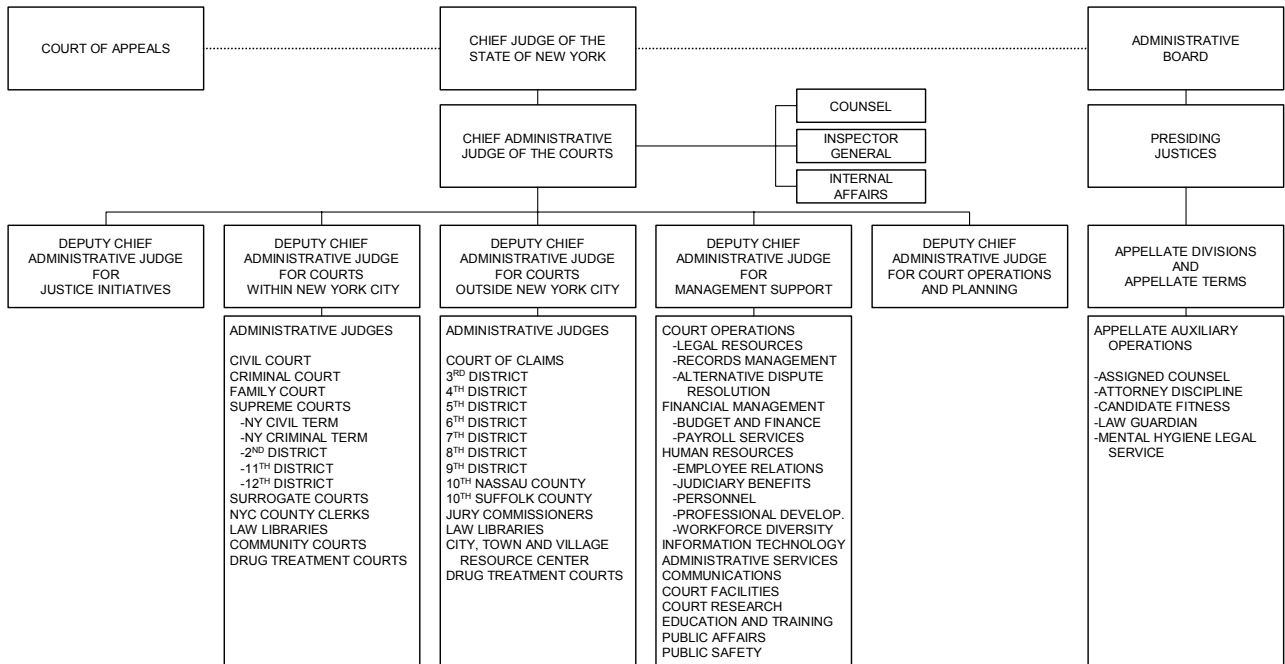 COURT OF APPEALS
CHIEF JUDGE OF THE
STATE OF NEW YORK
ADMINISTRATIVE
BOARD
CHIEF ADMINISTRATIVE
JUDGE OF THE COURTS
COUNSEL
INSPECTOR
GENERAL
INTERNAL
AFFAIRS
PRESIDING
JUSTICES
DEPUTY CHIEF
ADMINISTRATIVE JUDGE
FOR
JUSTICE INITIATIVES
DEPUTY CHIEF
ADMINISTRATIVE JUDGE
FOR COURTS
WITHIN NEW YORK CITY
DEPUTY CHIEF
ADMINISTRATIVE JUDGE
FOR COURTS
OUTSIDE NEW YORK CITY
DEPUTY CHIEF
ADMINISTRATIVE JUDGE
FOR
MANAGEMENT SUPPORT
DEPUTY CHIEF
ADMINISTRATIVE JUDGE
FOR COURT OPERATIONS
AND PLANNING
APPELLATE DIVISIONS
AND
APPELLATE TERMS
ADMINISTRATIVE JUDGES
CIVIL COURT
CRIMINAL COURT
FAMILY COURT
SUPREME COURTS
-NY CIVIL TERM
-NY CRIMINAL TERM
-2ND DISTRICT
-11TH DISTRICT
-12TH DISTRICT
SURROGATE COURTS
NYC COUNTY CLERKS
LAW LIBRARIES
COMMUNITY COURTS
DRUG TREATMENT COURTS
ADMINISTRATIVE JUDGES
COURT OF CLAIMS
3RD DISTRICT
4TH DISTRICT
5TH DISTRICT
6TH DISTRICT
7TH DISTRICT
8TH DISTRICT
9TH DISTRICT
10TH NASSAU COUNTY
10TH SUFFOLK COUNTY
JURY COMMISSIONERS
LAW LIBRARIES
CITY, TOWN AND VILLAGE
RESOURCE CENTER
DRUG TREATMENT COURTS
COURT OPERATIONS
-LEGAL RESOURCES
-RECORDS MANAGEMENT
-ALTERNATIVE DISPUTE
RESOLUTION
FINANCIAL MANAGEMENT
-BUDGET AND FINANCE
-PAYROLL SERVICES
HUMAN RESOURCES
-EMPLOYEE RELATIONS
-JUDICIARY BENEFITS
-PERSONNEL
-PROFESSIONAL DEVELOP.
-WORKFORCE DIVERSITY
INFORMATION TECHNOLOGY
ADMINISTRATIVE SERVICES
COMMUNICATIONS
COURT FACILITIES
COURT RESEARCH
EDUCATION AND TRAINING
PUBLIC AFFAIRS
PUBLIC SAFETY
APPELLATE AUXILIARY
OPERATIONS
-ASSIGNED COUNSEL
-ATTORNEY DISCIPLINE
-CANDIDATE FITNESS
-LAW GUARDIAN
-MENTAL HYGIENE LEGAL
SERVICE